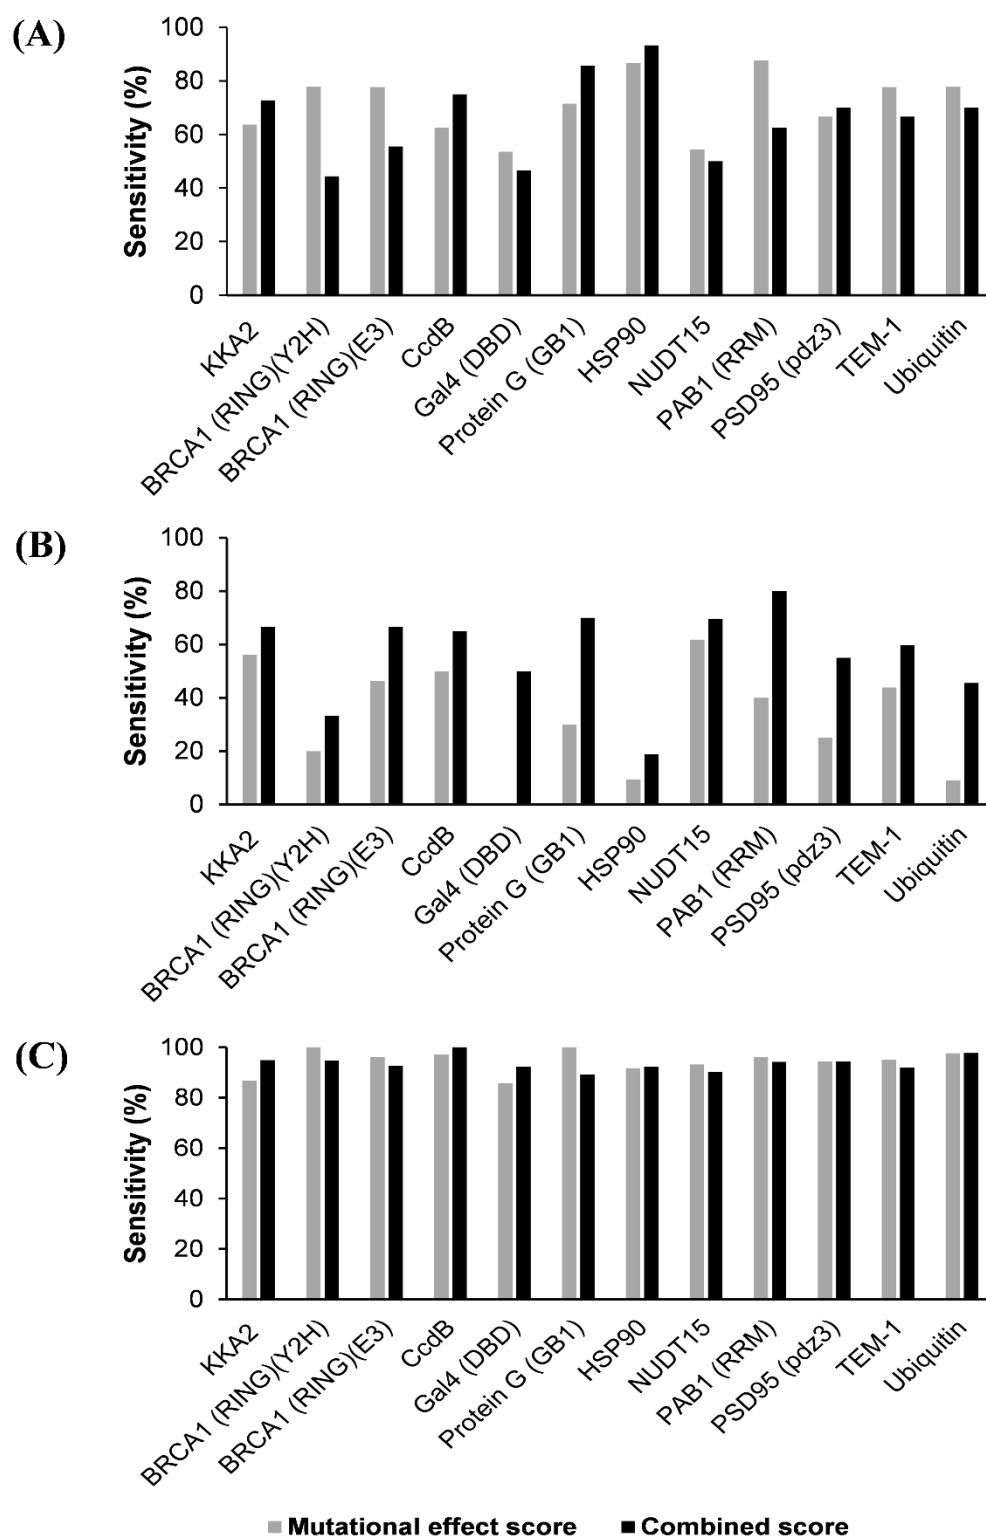 (A)
Sensitivity (%)
100
80
60
40
20
0
KKA2
BRCA1 (RING)(Y2H)
BRCA1 (RING)(E3)
CcdB
Gal4 (DBD)
Protein G (GB1)
HSP90
NUDT15
PAB1 (RRM)
PSD95 (pdz3)
TEM-1
Ubiquitin
(B)
Sensitivity (%)
100
80
60
40
20
0
KKA2
BRCA1 (RING)(Y2H)
BRCA1 (RING)(E3)
CcdB
Gal4 (DBD)
Protein G (GB1)
HSP90
NUDT15
PAB1 (RRM)
PSD95 (pdz3)
TEM-1
Ubiquitin
(C)
Sensitivity (%)
100
80
60
40
20
0
KKA2
BRCA1 (RING)(Y2H)
BRCA1 (RING)(E3)
CcdB
Gal4 (DBD)
Protein G (GB1)
HSP90
NUDT15
PAB1 (RRM)
PSD95 (pdz3)
TEM-1
Ubiquitin
Mutational effect score Combined score